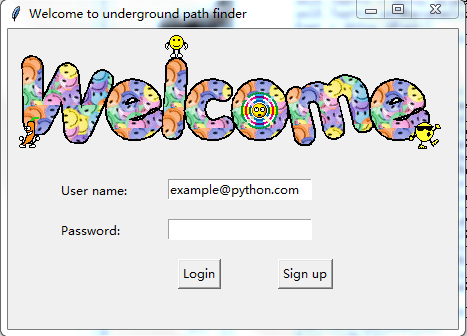 Welcome to underground path finder
Welcome
User name:
example@python.com
Password:
Login
Sign up